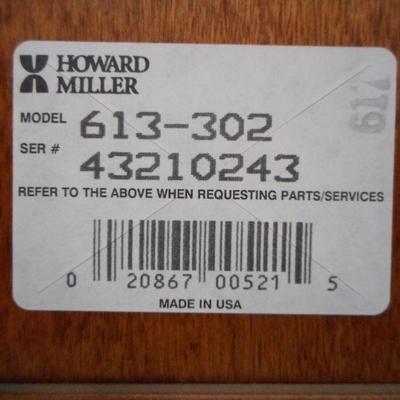 HOWARD
MILLER
MODEL 613-302
SER # 43210243
REFER TO THE ABOVE WHEN REQUESTING PARTS/SERVICES
0 20867 00521 5
MADE IN USA
617